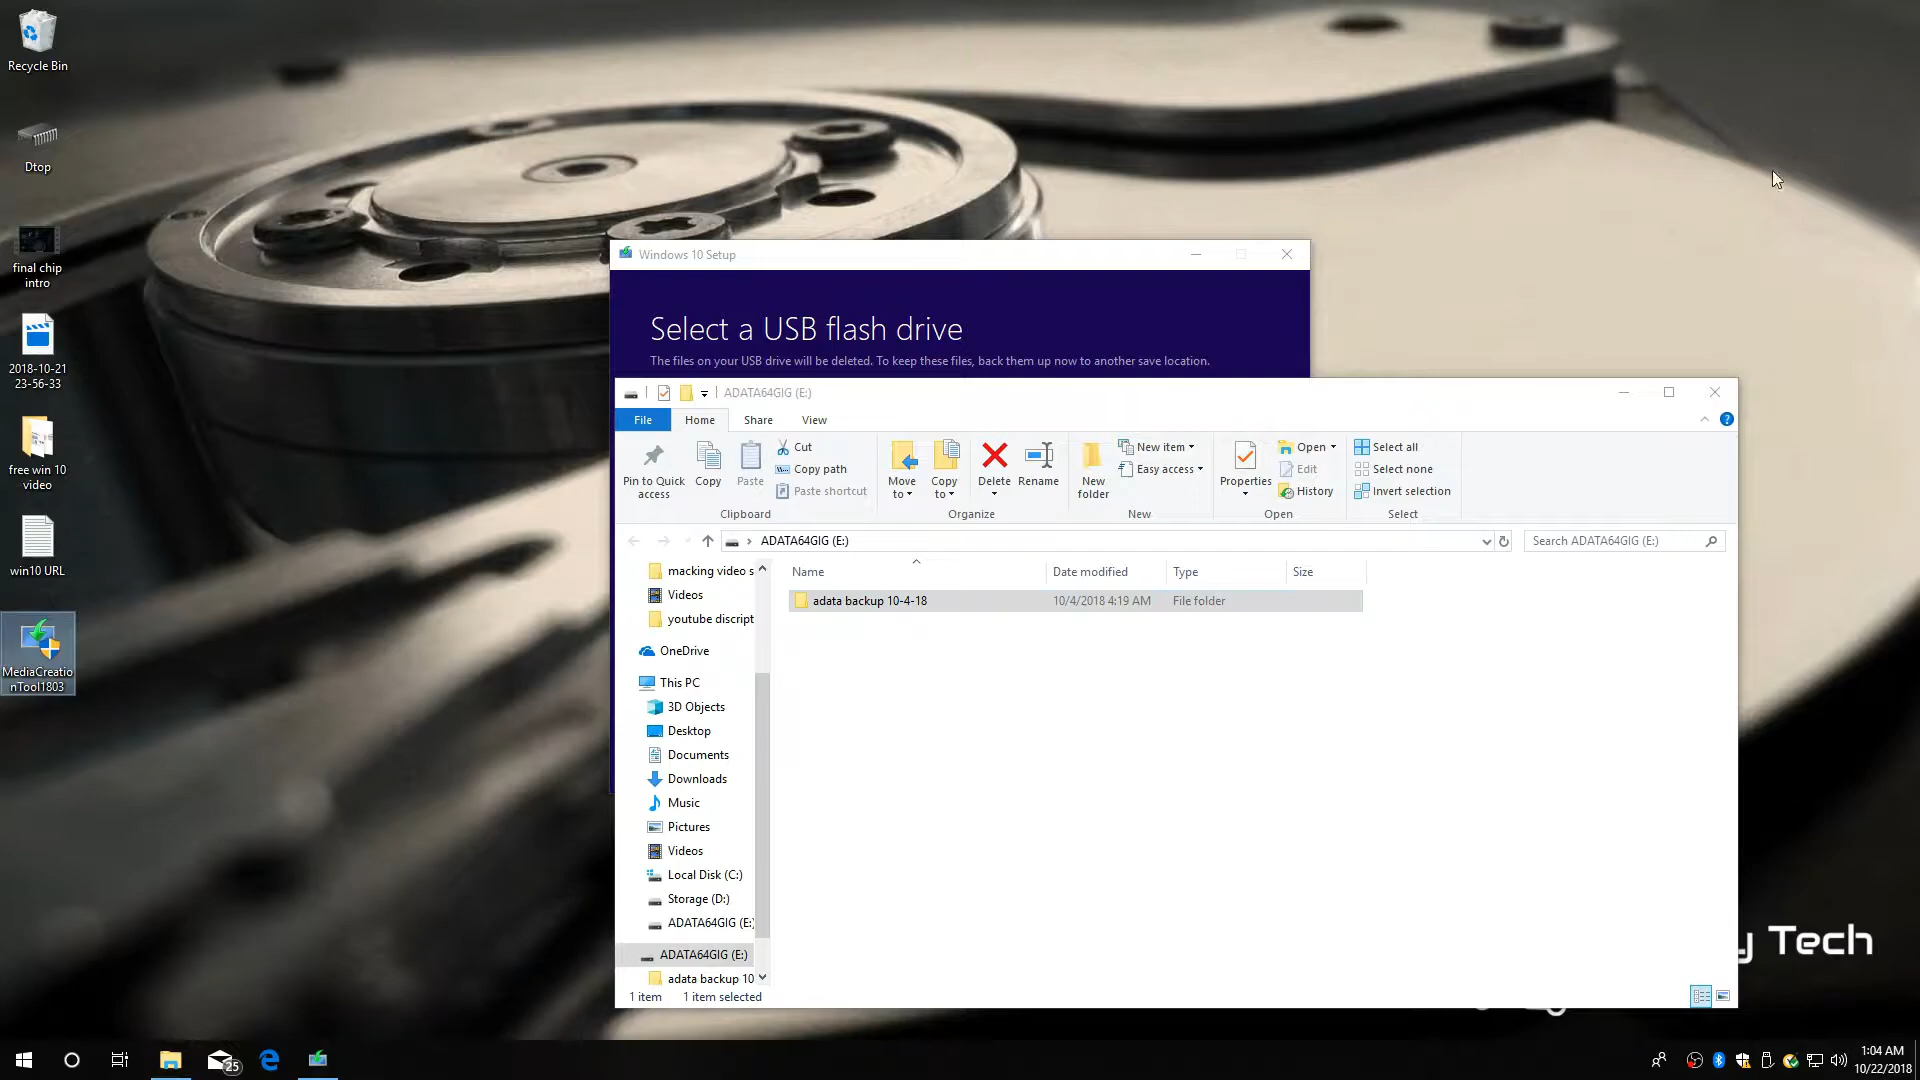 Recycle Bin
Dtop
final chip
intro
2018-10-21
23-56-33
free win 10
video
win10 URL
MediaCreatio
nTool1803
Windows 10 Setup
Select a USB flash drive
The files on your USB drive will be deleted. To keep these files, back them up now to another save location.
ADATA64GIG (E:)
File Home Share View
Pin to Quick
access
Copy
Paste
Cut
Copy path
Paste shortcut
Clipboard
Move
to
Copy
to
Delete
Rename
Organize
New
folder
New item
Easy access
New
Properties
Open
Edit
History
Open
Select all
Select none
Invert selection
Select
ADATA64GIG (E:)
Search ADATA64GIG (E:)
macking video s
Videos
youtube discript
OneDrive
This PC
3D Objects
Desktop
Documents
Downloads
Music
Pictures
Videos
Local Disk (C:)
Storage (D:)
ADATA64GIG (E:)
ADATA64GIG (E:)
adata backup 10
Name Date modified Type Size
adata backup 10-4-18 10/4/2018 4:19 AM File folder
1 item 1 item selected
y Tech
25
1:04 AM
10/22/2018